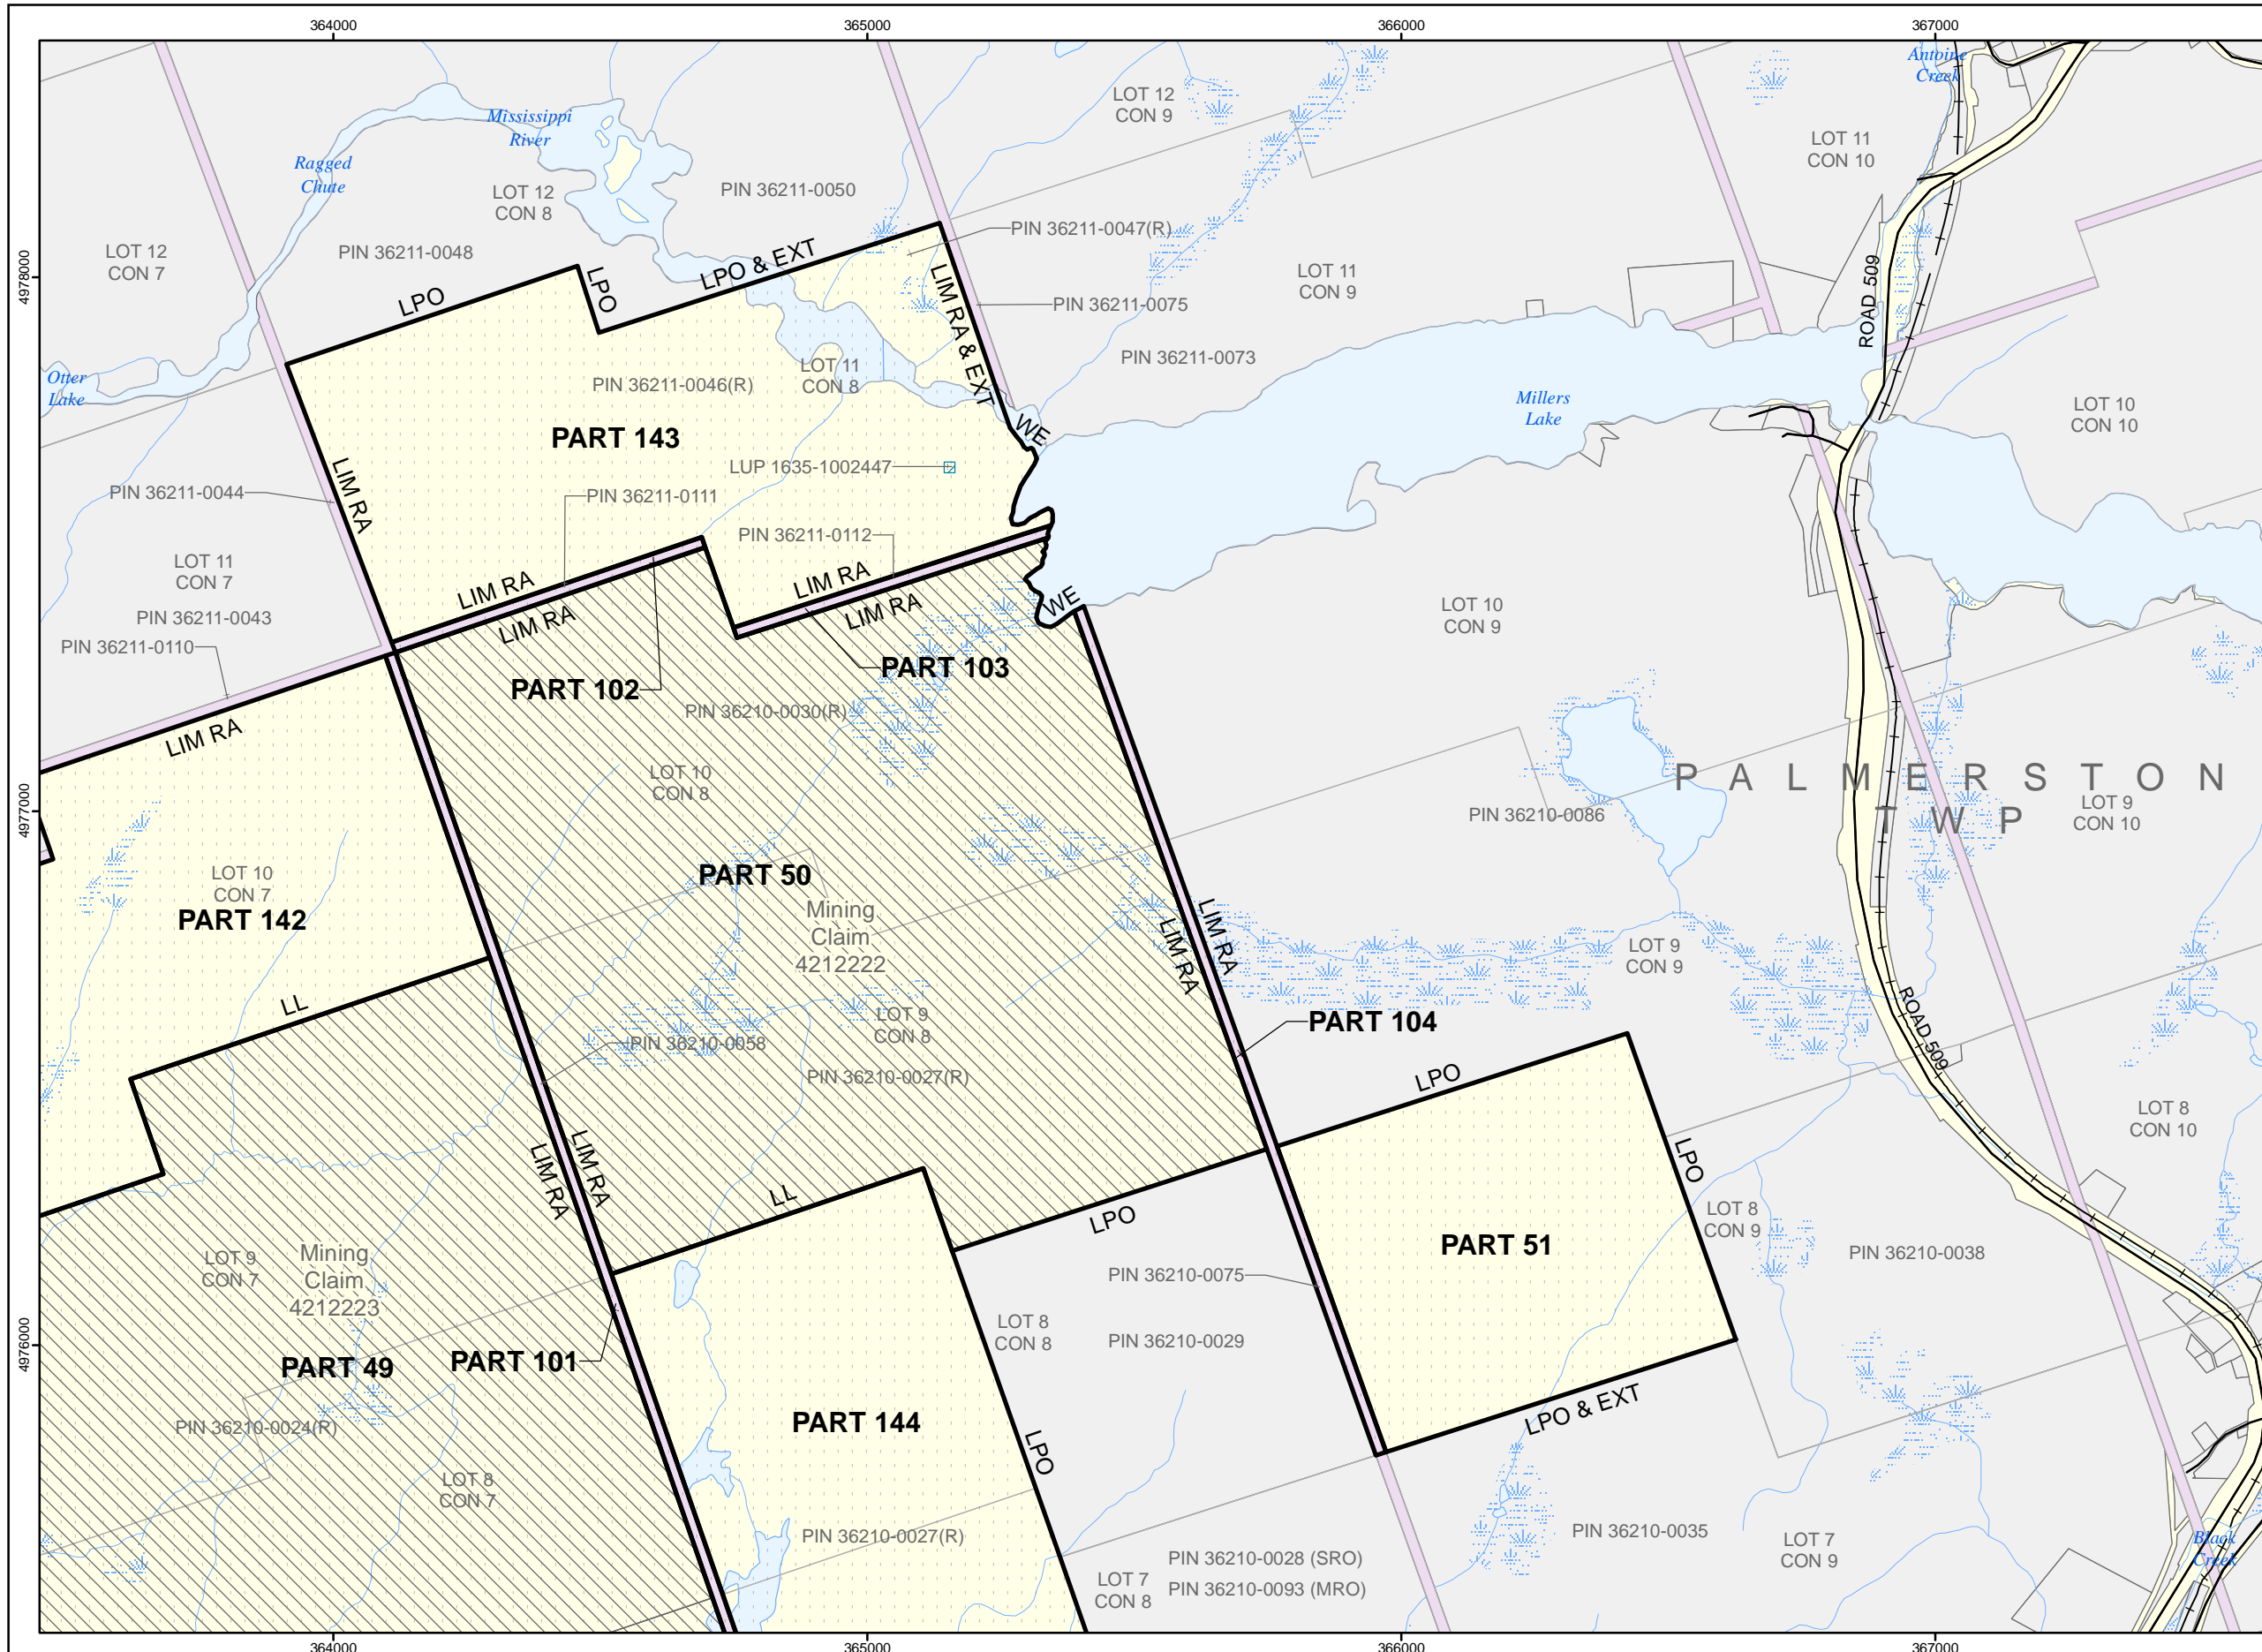 364000
365000
366000
367000
Antoine
Creek
LOT 12
CON 9
Mississippi
River
LOT 11
CON 10
Ragged
Chute
LOT 12
CON 8
PIN 36211-0050
PIN 36211-0047(R)
LOT 12
CON 7
PIN 36211-0048
LPO & EXT
LPO
LPO
4978000
LOT 11
CON 9
PIN 36211-0075
LIM RA & EXT
ROAD 509
Otter
Lake
LOT 11
CON 8
PIN 36211-0046(R)
PIN 36211-0073
Millers
Lake
LOT 10
CON 10
PART 143
WE
LUP 1635-1002447
PIN 36211-0044
LIM RA
PIN 36211-0111
PIN 36211-0112
LOT 11
CON 7
LIM RA
LIM RA
LIM RA
LIM RA
WE
PIN 36211-0043
PIN 36211-0110
LOT 10
CON 9
PART 103
PART 102
PIN 36210-0030(R)
LIM RA
LOT 10
CON 8
PALMERSTON
TWP
4977000
PIN 36210-0086
LOT 9
CON 10
LOT 10
CON 7
PART 142
PART 50
Mining
Claim
4212222
LIM RA
LIM RA
LOT 9
CON 9
LL
LOT 9
CON 8
PART 104
ROAD 509
PIN 36210-0058
PIN 36210-0027(R)
LPO
LOT 8
CON 10
LIM RA
LIM RA
LPO
LL
LPO
LOT 8
CON 9
LOT 9
CON 7
Mining
Claim
4212223
PART 51
PIN 36210-0038
PIN 36210-0075
4976000
LOT 8
CON 8
PIN 36210-0029
PART 49
PART 101
LPO & EXT
PIN 36210-0024(R)
PART 144
LPO
LOT 8
CON 7
PIN 36210-0027(R)
PIN 36210-0035
LOT 7
CON 9
Black
Creek
PIN 36210-0028 (SRO)
LOT 7
CON 8
PIN 36210-0093 (MRO)
364000
365000
366000
367000